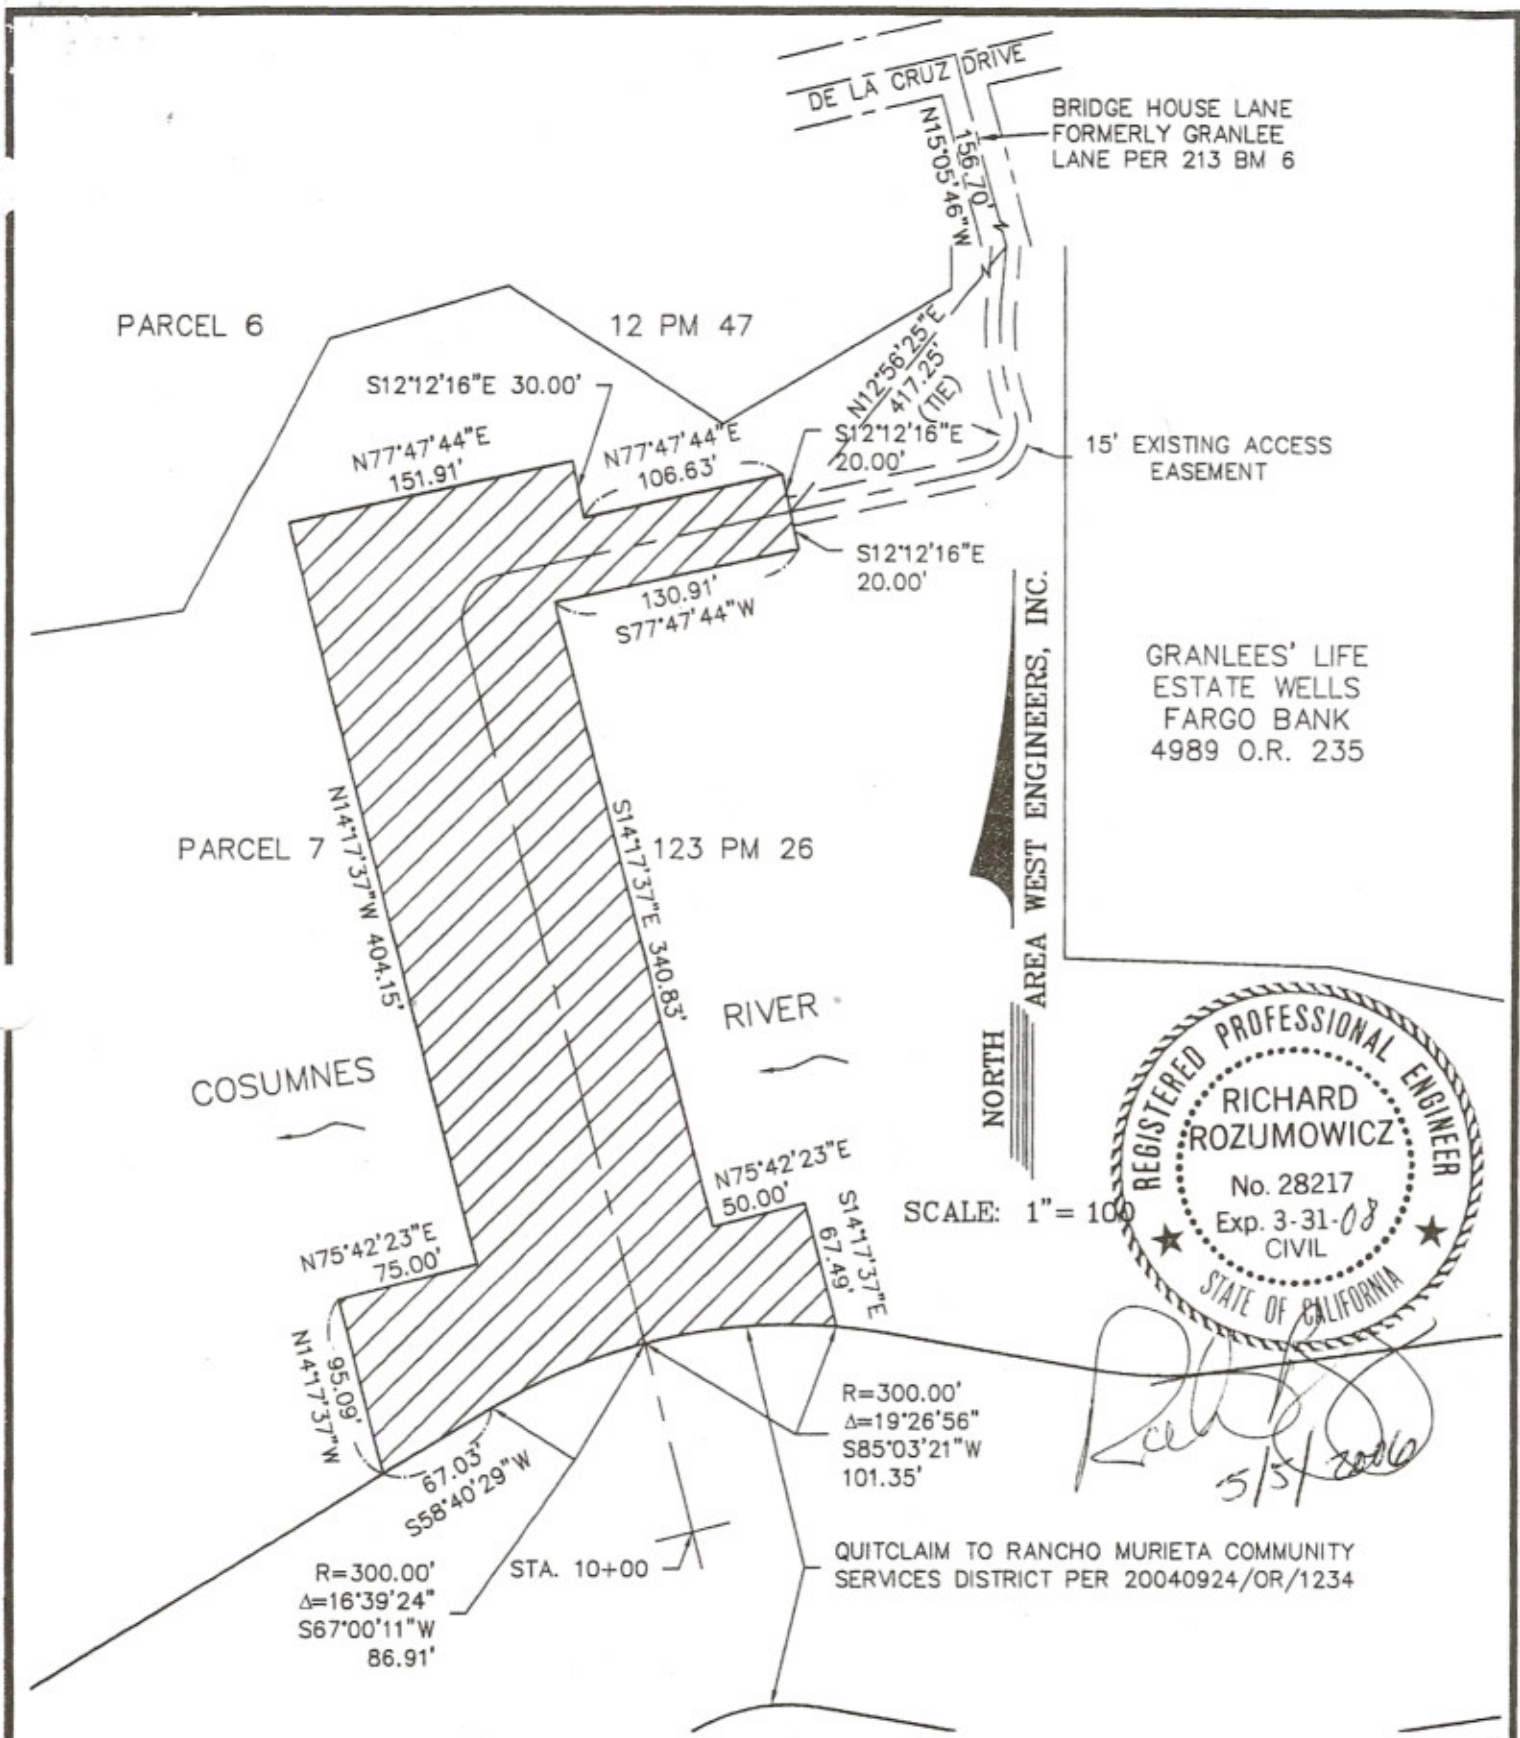 DE LA CRUZ DRIVE
BRIDGE HOUSE LANE
FORMERLY GRANLEE
LANE PER 213 BM 6
156.70'
N15°05'46"W
PARCEL 6
12 PM 47
S12°12'16"E 30.00'
N77°47'44"E
151.91'
N77°47'44"E
106.63'
N12°56'25"E
417.25'
(TIE)
S12°12'16"E
20.00'
15' EXISTING ACCESS
EASEMENT
S12°12'16"E
20.00'
130.91'
S77°47'44"W
GRANLEES' LIFE
ESTATE WELLS
FARGO BANK
4989 O.R. 235
AREA WEST ENGINEERS, INC.
NORTH
PARCEL 7
123 PM 26
N14°17'37"W 404.15'
S14°17'37"E 340.83'
RIVER
COSUMNES
N75°42'23"E
50.00'
S14°17'37"E
67.49'
SCALE: 1"= 100
N75°42'23"E
75.00'
N14°17'37"W
95.09'
67.03'
S58°40'29"W
REGISTERED PROFESSIONAL ENGINEER
RICHARD
ROZUMOWICZ
No. 28217
Exp. 3-31-08
CIVIL
STATE OF CALIFORNIA
5/5/2006
R=300.00'
Δ=19°26'56"
S85°03'21"W
101.35'
R=300.00'
Δ=16°39'24"
S67°00'11"W
86.91'
STA. 10+00
QUITCLAIM TO RANCHO MURIETA COMMUNITY
SERVICES DISTRICT PER 20040924/OR/1234